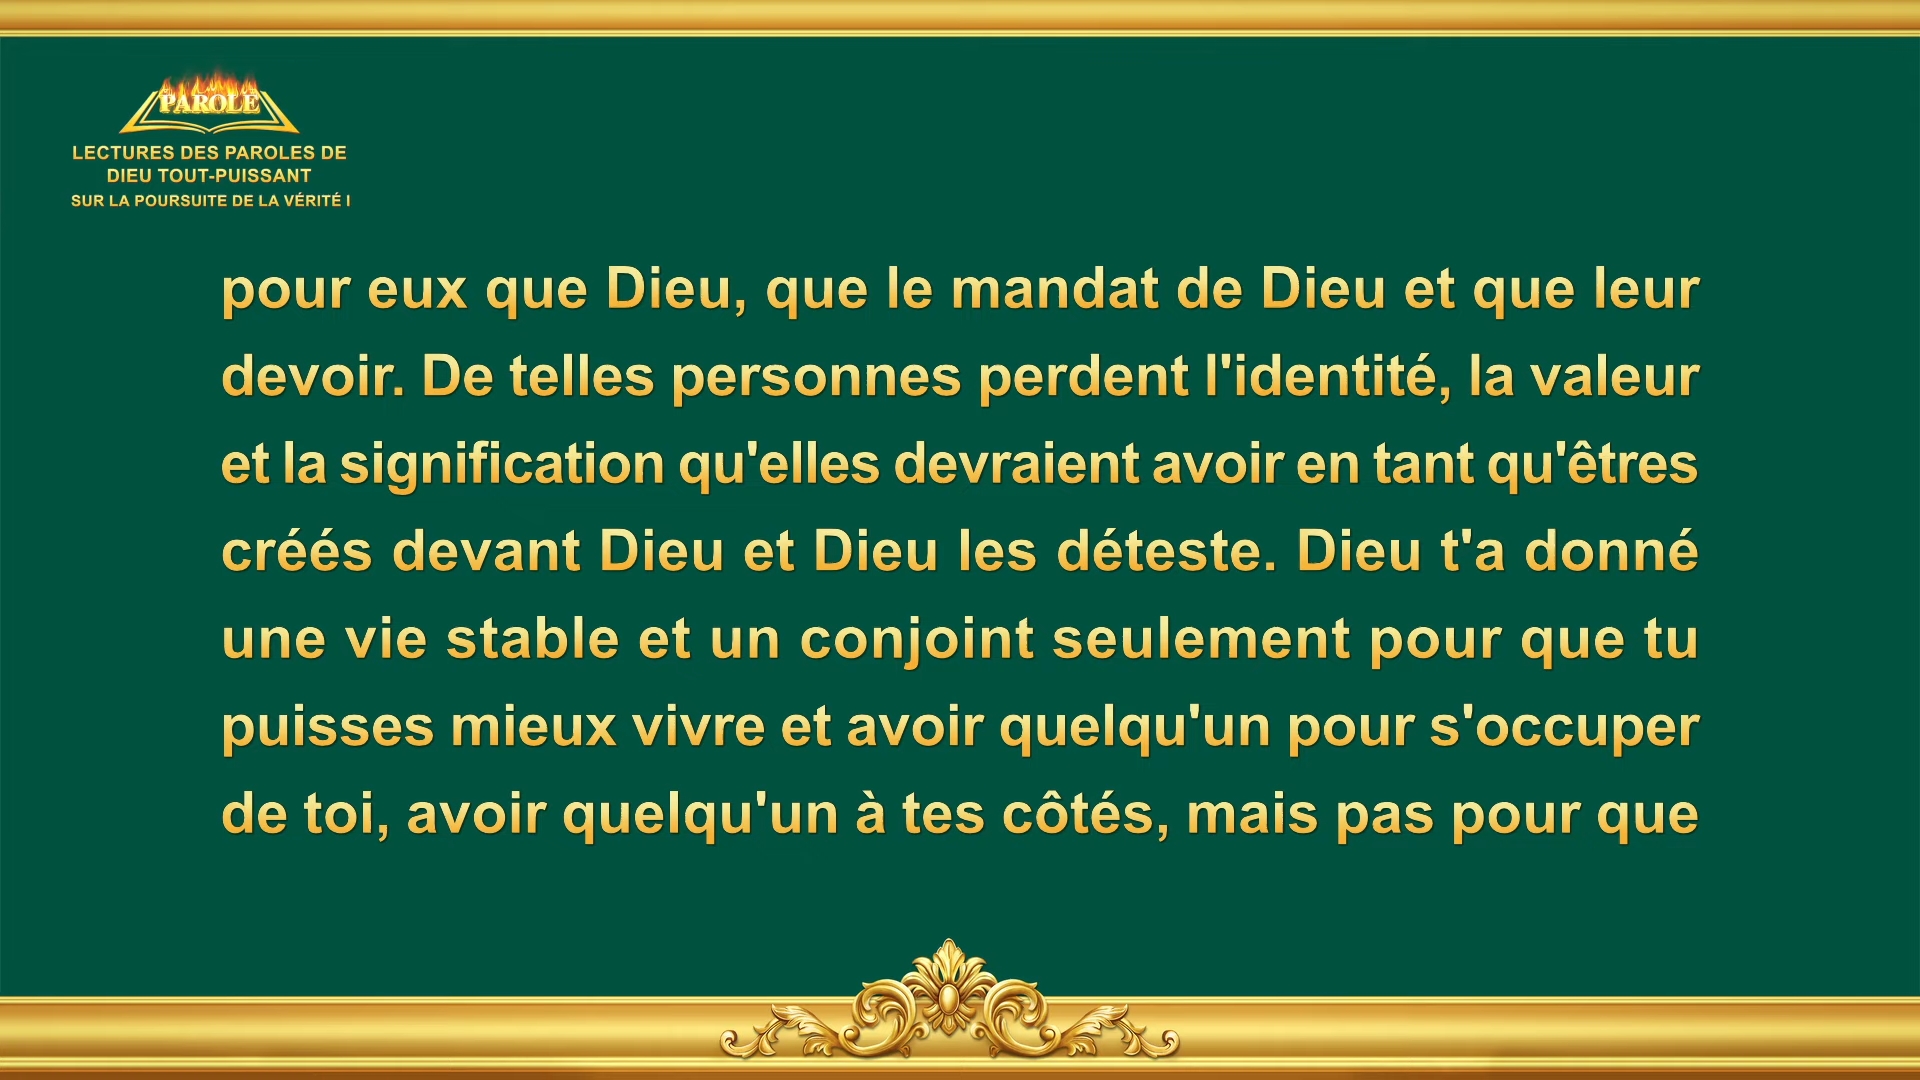 PAROLE
LECTURES DES PAROLES DE
DIEU TOUT-PUISSANT
SUR LA POURSUITE DE LA VÉRITÉ I
pour eux que Dieu, que le mandat de Dieu et que leur
devoir. De telles personnes perdent l'identité, la valeur
et la signification qu'elles devraient avoir en tant qu'êtres
créés devant Dieu et Dieu les déteste. Dieu t'a donné
une vie stable et un conjoint seulement pour que tu
puisses mieux vivre et avoir quelqu'un pour s'occuper
de toi, avoir quelqu'un à tes côtés, mais pas pour que